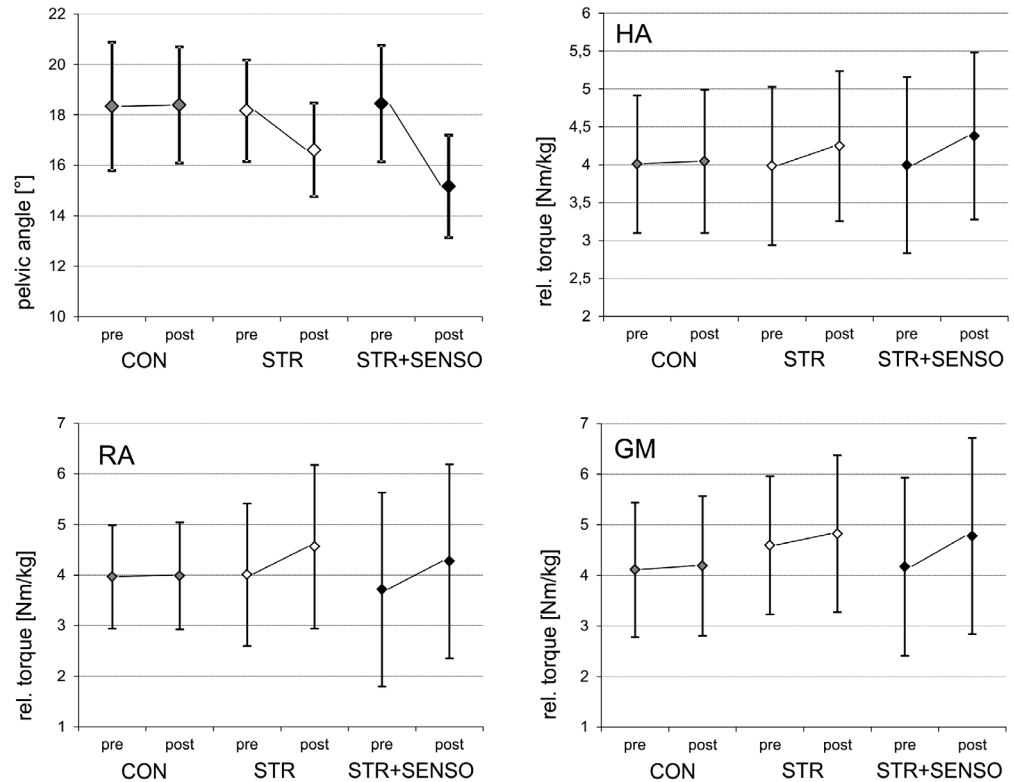 22
20
18
16
14
12
10
pelvic angle [°]
pre post pre post pre post
CON STR STR+SENSO
HA
6
5,5
5
4,5
4
3,5
3
2,5
2
rel. torque [Nm/kg]
pre post pre post pre post
CON STR STR+SENSO
RA
7
6
5
4
3
2
1
rel. torque [Nm/kg]
pre post pre post pre post
CON STR STR+SENSO
GM
7
6
5
4
3
2
1
rel. torque [Nm/kg]
pre post pre post pre post
CON STR STR+SENSO